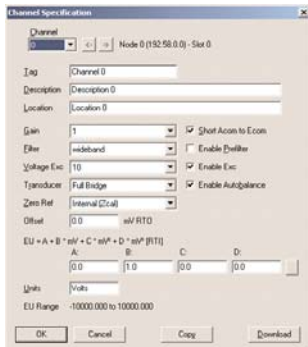 Channel Specification
Channel
0 Node 0 (192.58.0.0) - Slot 0
Tag Channel 0
Description Description 0
Location Location 0
Gain 1 Short Acom to Ecom
Filter wideband Enable Prefilter
Voltage Exc 10 Enable Exc
Transducer Full Bridge Enable Autobalance
Zero Ref Internal (Zcal)
Offset 0.0 mV RTO
EU = A + B * mV + C * mV² + D * mV³ [RTI]
A: B: C: D:
0.0 1.0 0.0 0.0
Units Volts
EU Range -10000.000 to 10000.000
OK Cancel Copy Download